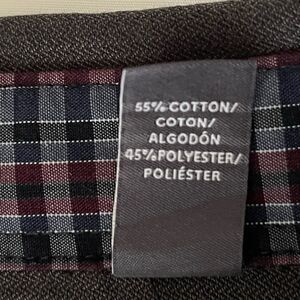 55% COTTON/
COTON/
ALGODÓN
45% POLYESTER/
POLIÉSTER